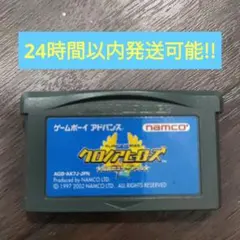 24時間以内発送可能!!
ゲームボーイ アドバンス
namco
クロノアヒーローズ
AGB-AK7J-JPN
Produced by NAMCO LTD.
© 1997 2002 NAMCO LTD.